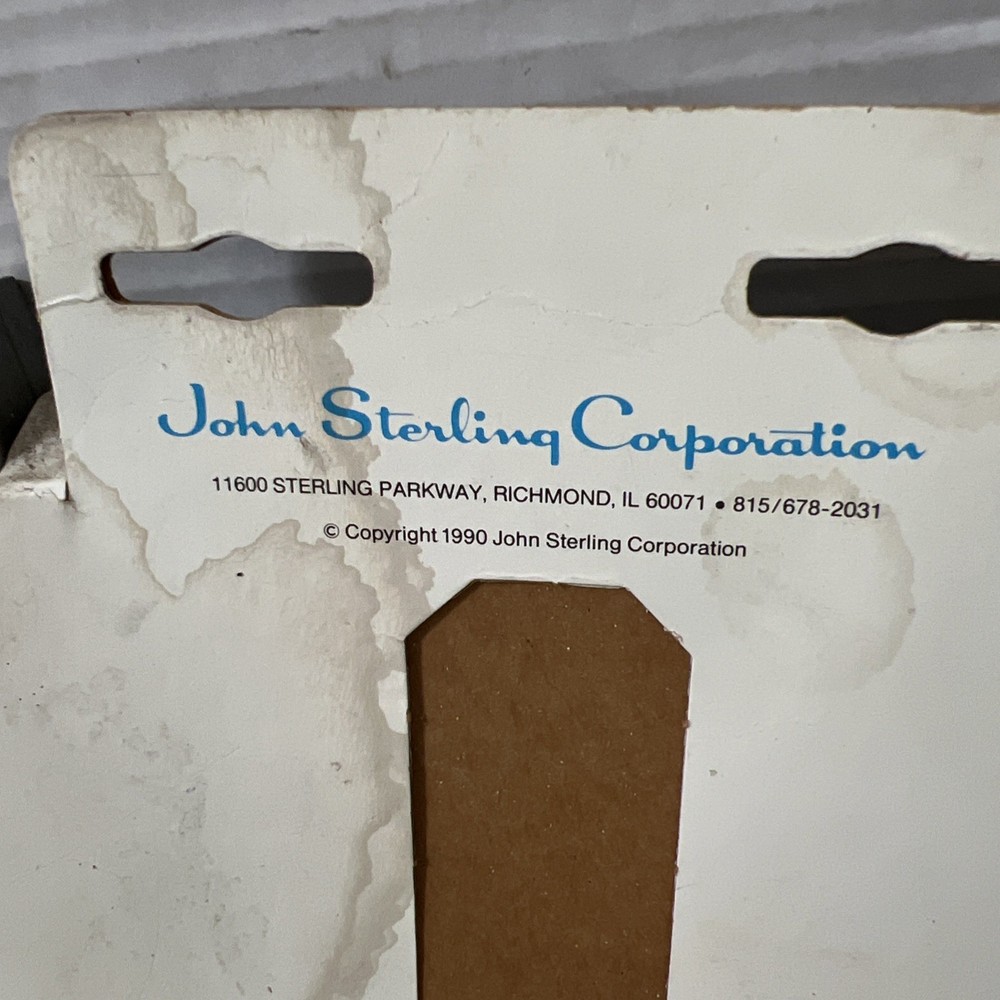 John Sterling Corporation
11600 STERLING PARKWAY, RICHMOND, IL 60071 • 815/678-2031
© Copyright 1990 John Sterling Corporation